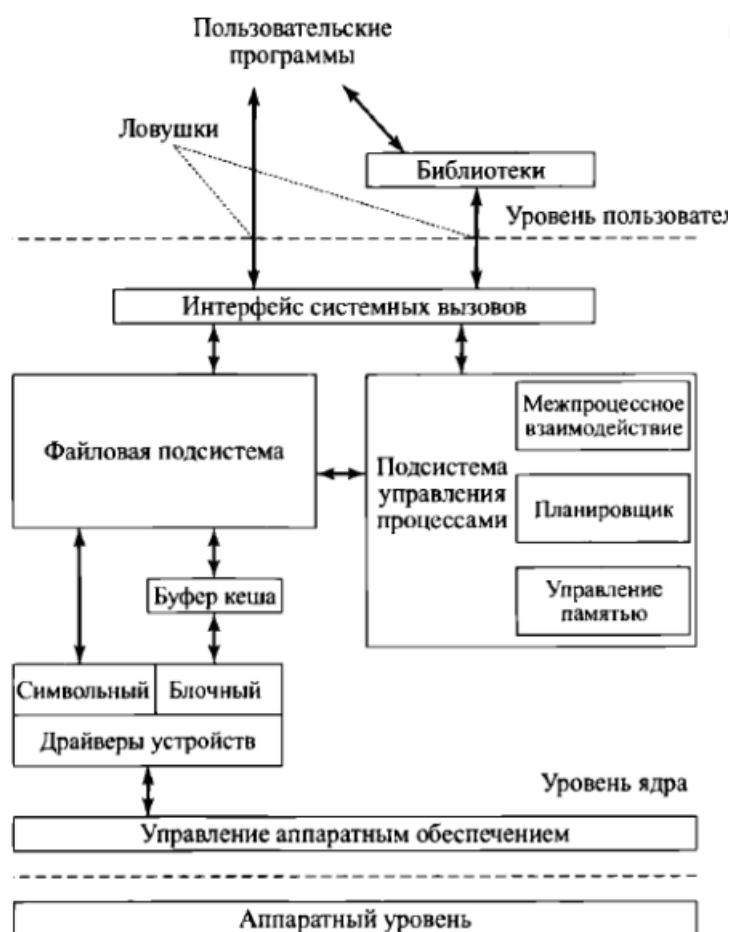 Пользовательские
программы
Ловушки
Библиотеки
Уровень
Интерфейс системных вызовов
Файловая подсистема
Подсистема
управления
процессами
Межпроцессное
взаимодействие
Планировщик
Управление
памятью
Буфер кеша
Символьный
Блочный
Драйверы устройств
Уровень ядра
Управление аппаратным обеспечением
Аппаратный уровень